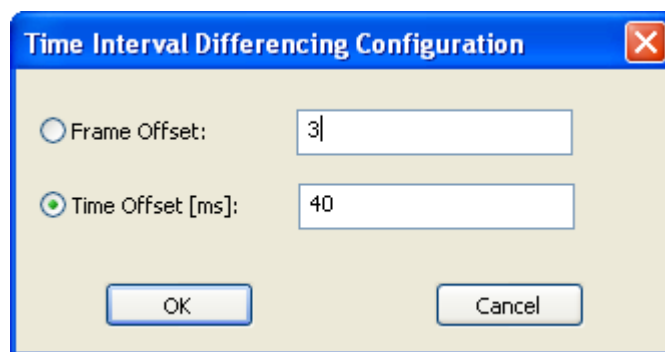 Time Interval Differencing Configuration
Frame Offset: 3
Time Offset [ms]: 40
OK Cancel